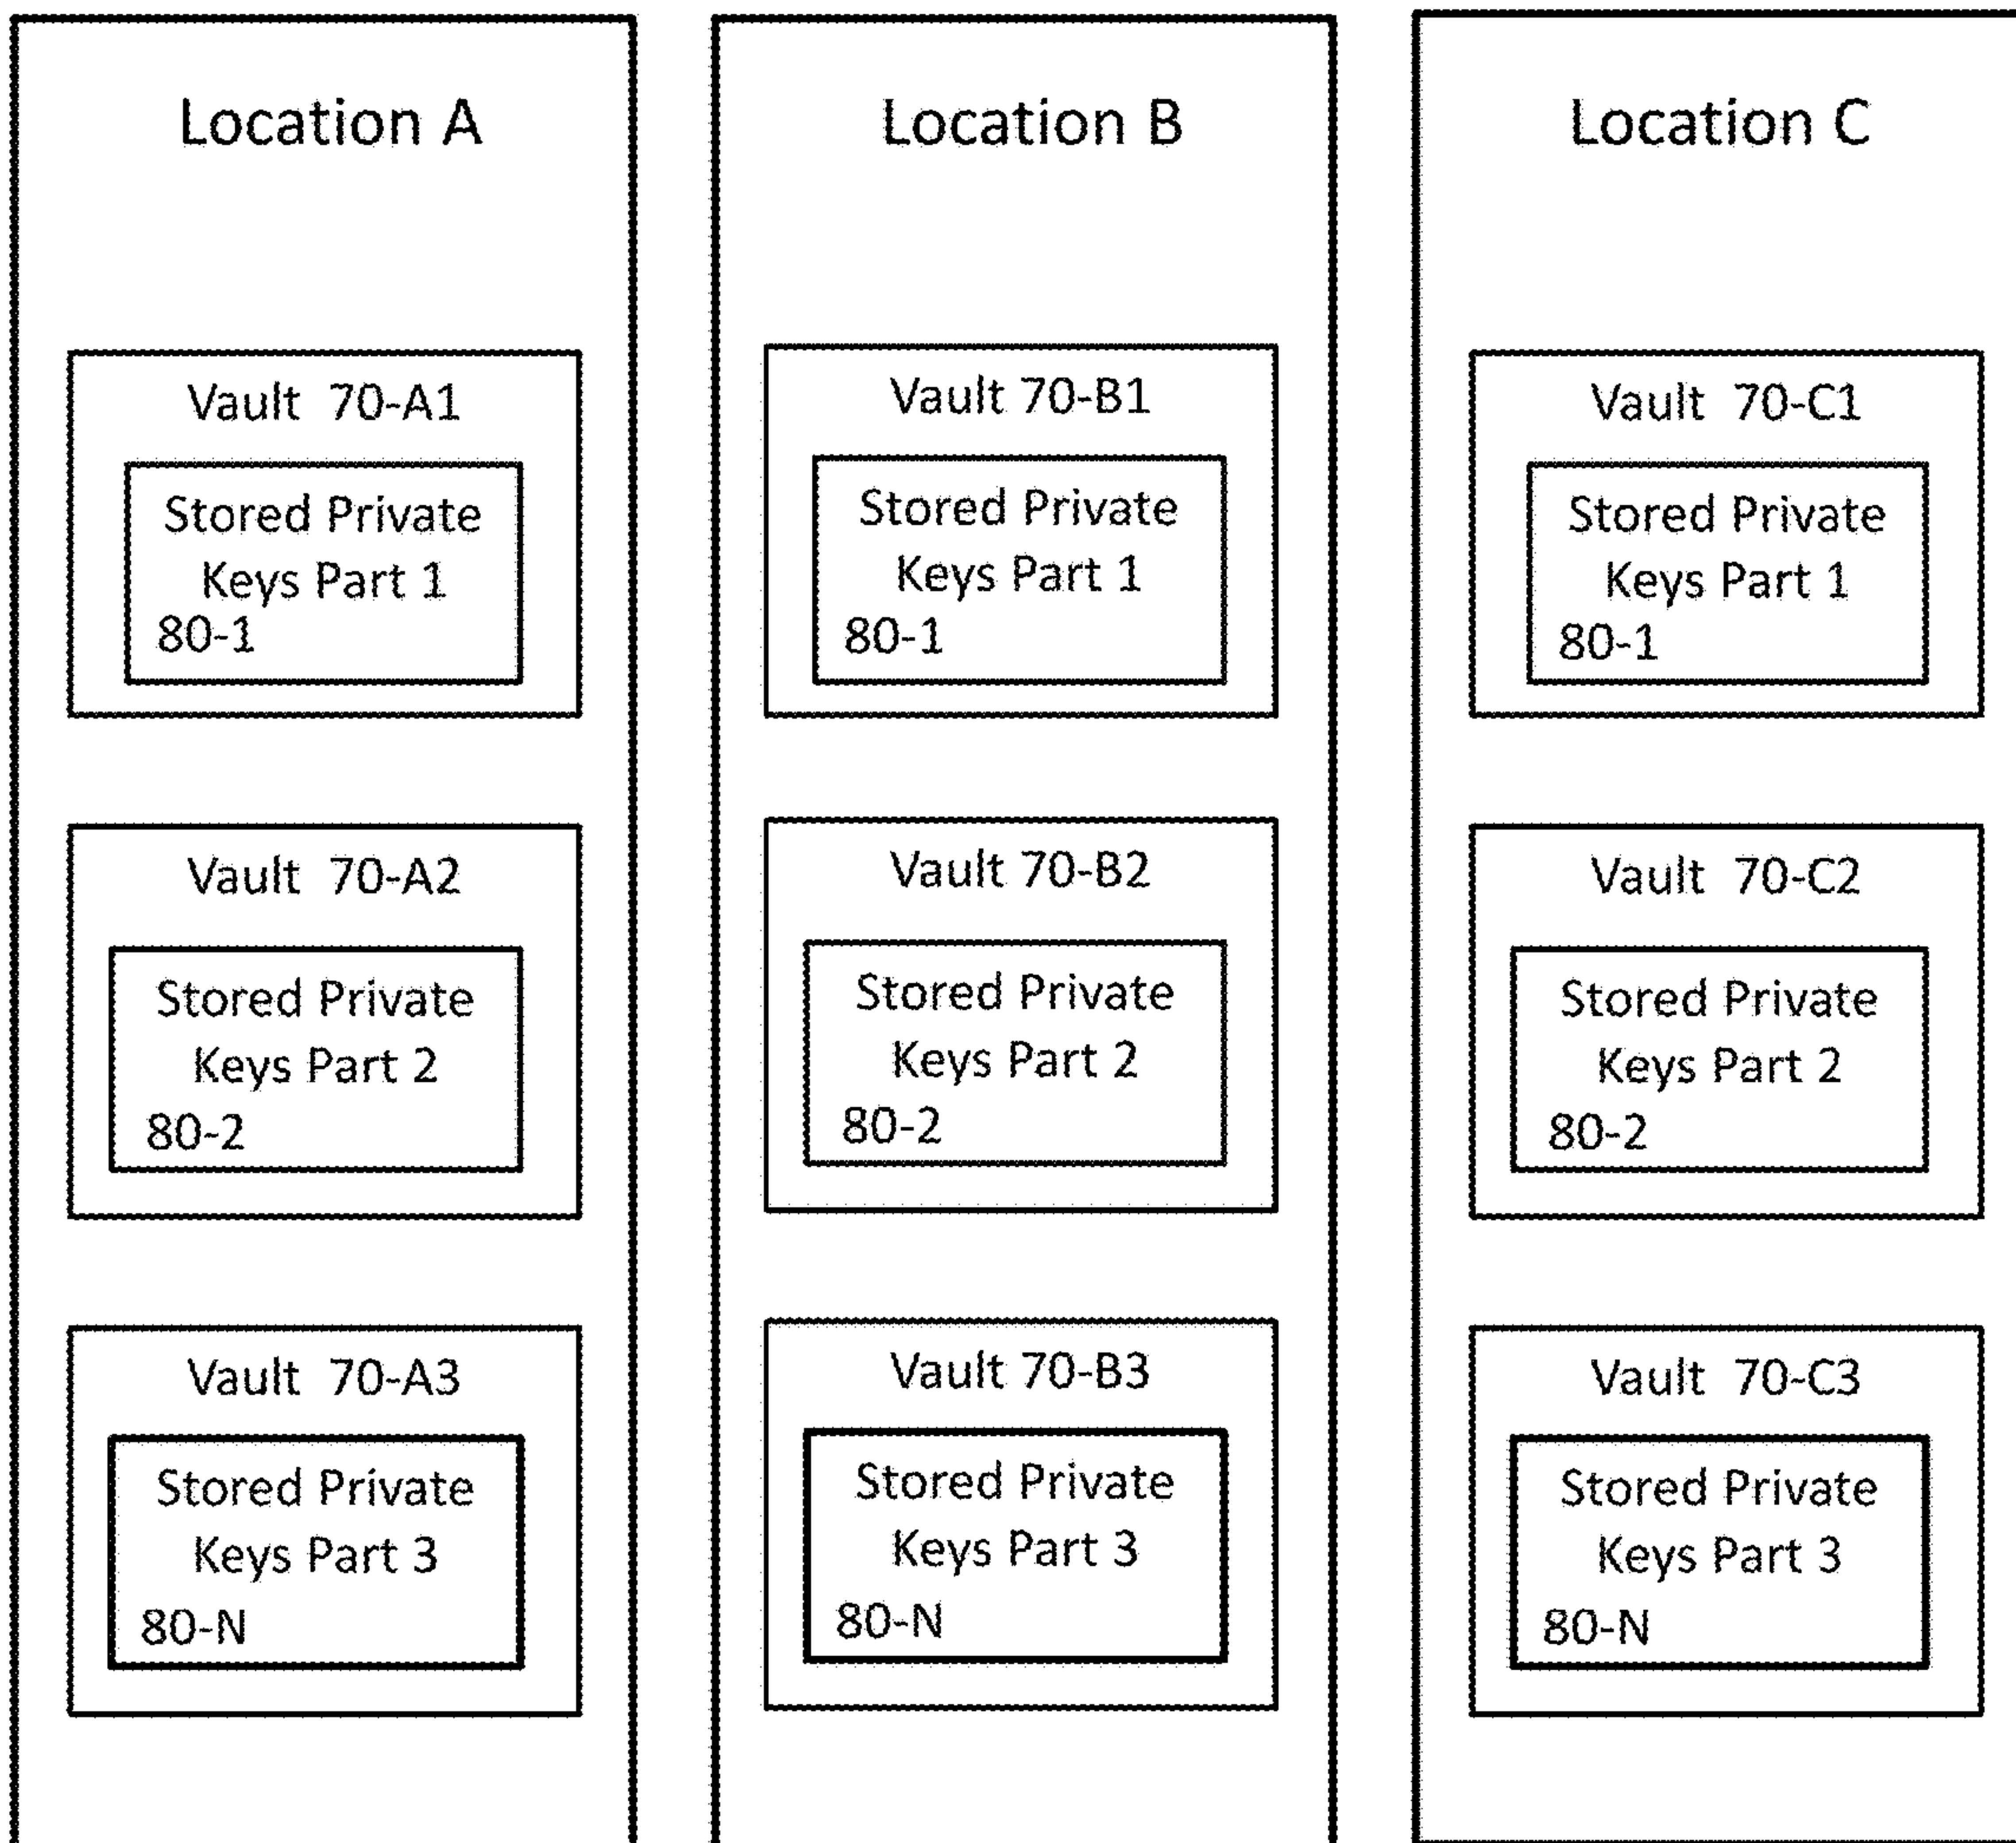 Location A
Vault 70-A1
Stored Private
Keys Part 1
80-1
Vault 70-A2
Stored Private
Keys Part 2
80-2
Vault 70-A3
Stored Private
Keys Part 3
80-N
Location B
Vault 70-B1
Stored Private
Keys Part 1
80-1
Vault 70-B2
Stored Private
Keys Part 2
80-2
Vault 70-B3
Stored Private
Keys Part 3
80-N
Location C
Vault 70-C1
Stored Private
Keys Part 1
80-1
Vault 70-C2
Stored Private
Keys Part 2
80-2
Vault 70-C3
Stored Private
Keys Part 3
80-N